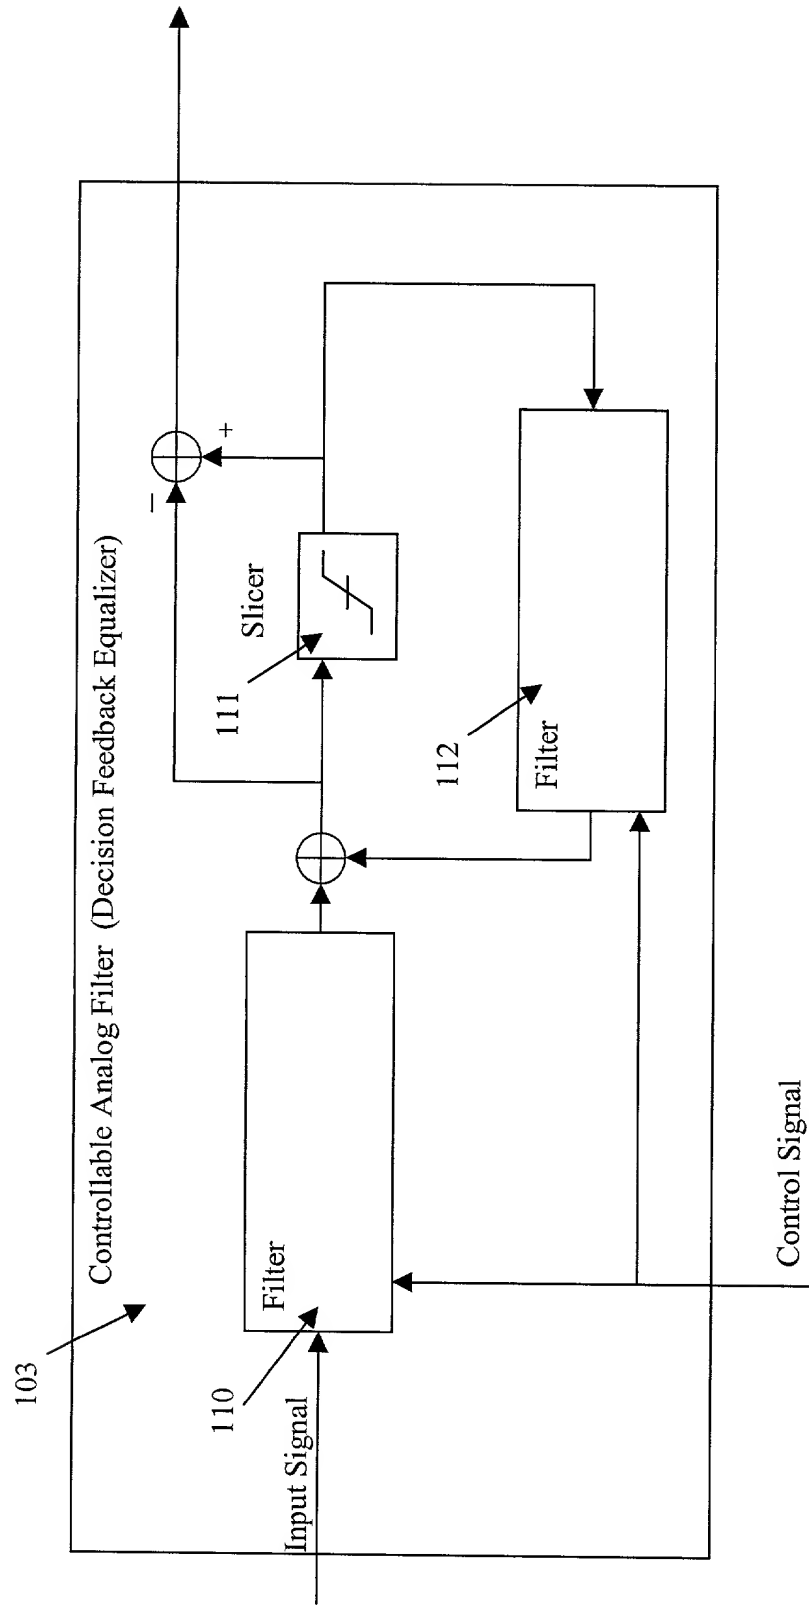 103
Controllable Analog Filter (Decision Feedback Equalizer)
−
+
Slicer
111
110
Filter
Input Signal
112
Filter
Control Signal